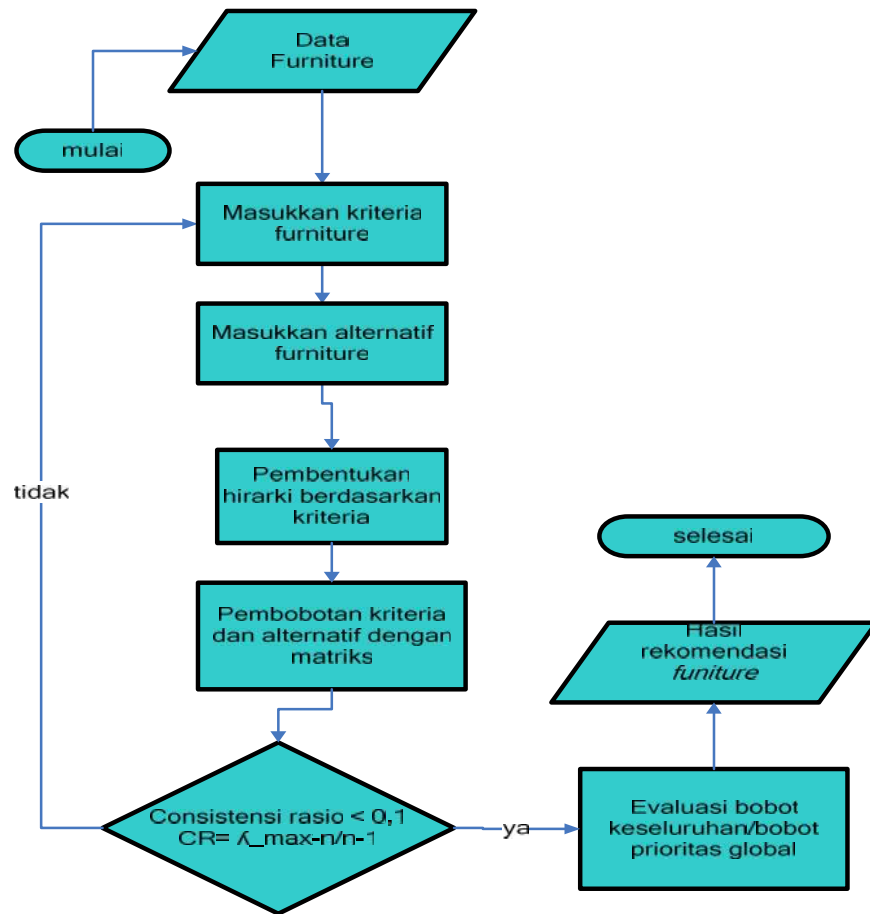 Data
Furniture
mulai
Masukkan kriteria
furniture
Masukkan alternatif
furniture
Pembentukan
hirarki berdasarkan
kriteria
tidak
Pembobotan kriteria
dan alternatif dengan
matriks
Consistensi rasio < 0,1
CR= ʎ_max-n/n-1
ya
Evaluasi bobot
keseluruhan/bobot
prioritas global
Hasil
rekomendasi
funiture
selesai